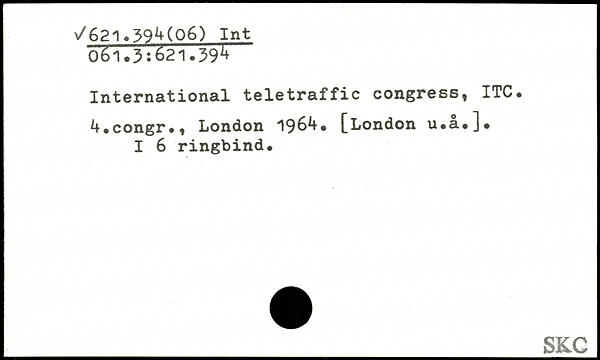 ✓621.394(06) Int
061.3:621.394
International teletraffic congress, ITC.
4.congr., London 1964. [London u.å.].
I 6 ringbind.
SKC